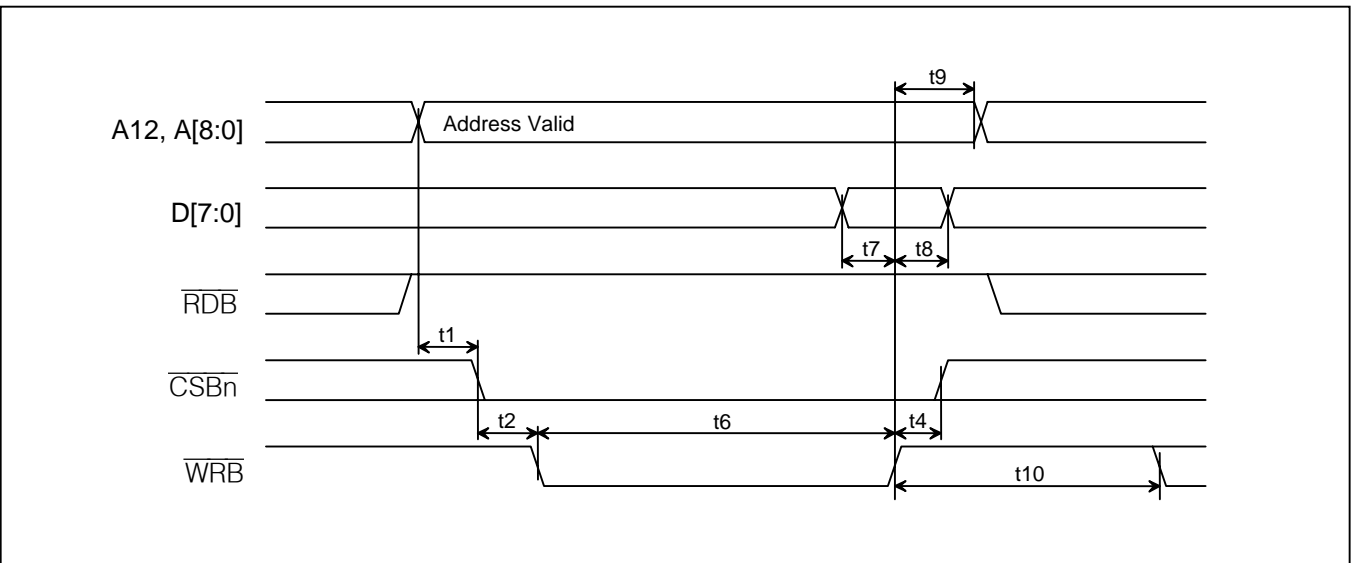 t9
A12, A[8:0]
Address Valid
D[7:0]
t7
t8
RDB
t1
CSBn
t2
t6
t4
WRB
t10